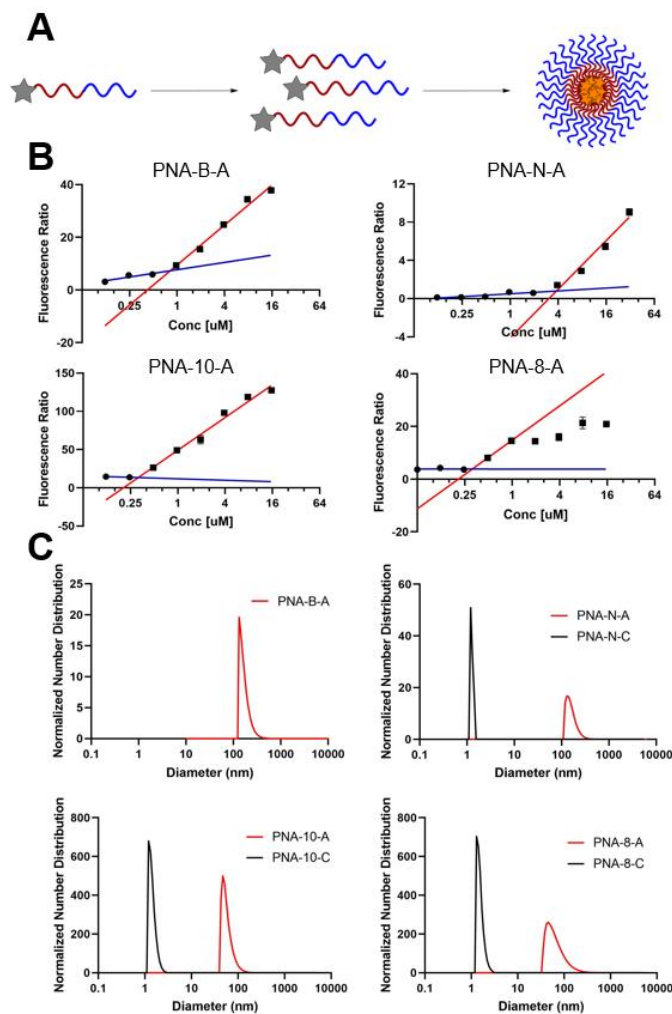 A
B
PNA-B-A
40
20
0
-20
Fluorescence Ratio
0.25 1 4 16 64
Conc [uM]
PNA-N-A
12
8
4
0
-4
Fluorescence Ratio
0.25 1 4 16 64
Conc [uM]
PNA-10-A
150
100
50
0
-50
Fluorescence Ratio
0.25 1 4 16 64
Conc [uM]
PNA-8-A
40
20
0
-20
Fluorescence Ratio
0.25 1 4 16 64
Conc [uM]
C
Normalized Number Distribution
25
20
15
10
5
0
PNA-B-A
0.1 1 10 100 1000 10000
Diameter (nm)
Normalized Number Distribution
60
40
20
0
PNA-N-A
PNA-N-C
0.1 1 10 100 1000 10000
Diameter (nm)
Normalized Number Distribution
800
600
400
200
0
PNA-10-A
PNA-10-C
0.1 1 10 100 1000 10000
Diameter (nm)
Normalized Number Distribution
800
600
400
200
0
PNA-8-A
PNA-8-C
0.1 1 10 100 1000 10000
Diameter (nm)